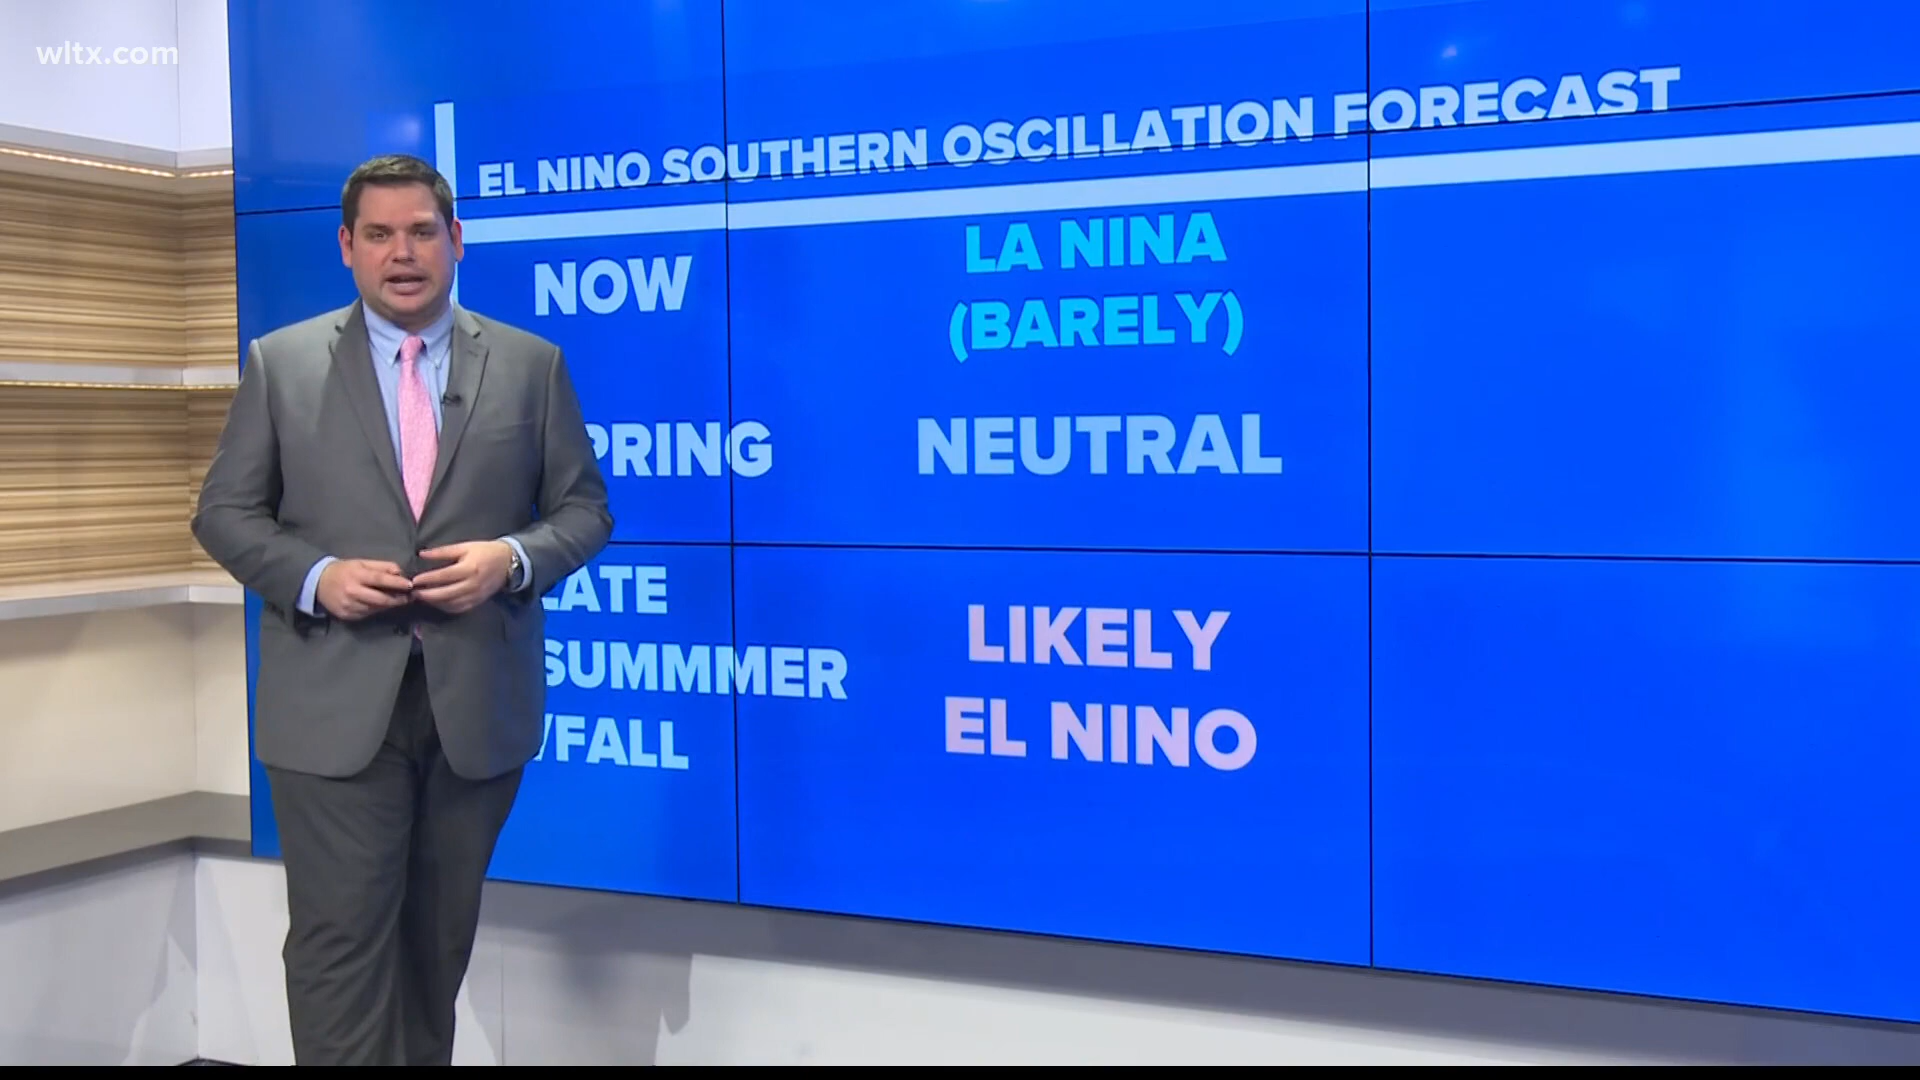 wltx.com
EL NINO SOUTHERN OSCILLATION FORECAST
NOW
LA NINA
(BARELY)
PRING
NEUTRAL
LATE
SUMMMER
/FALL
LIKELY
EL NINO